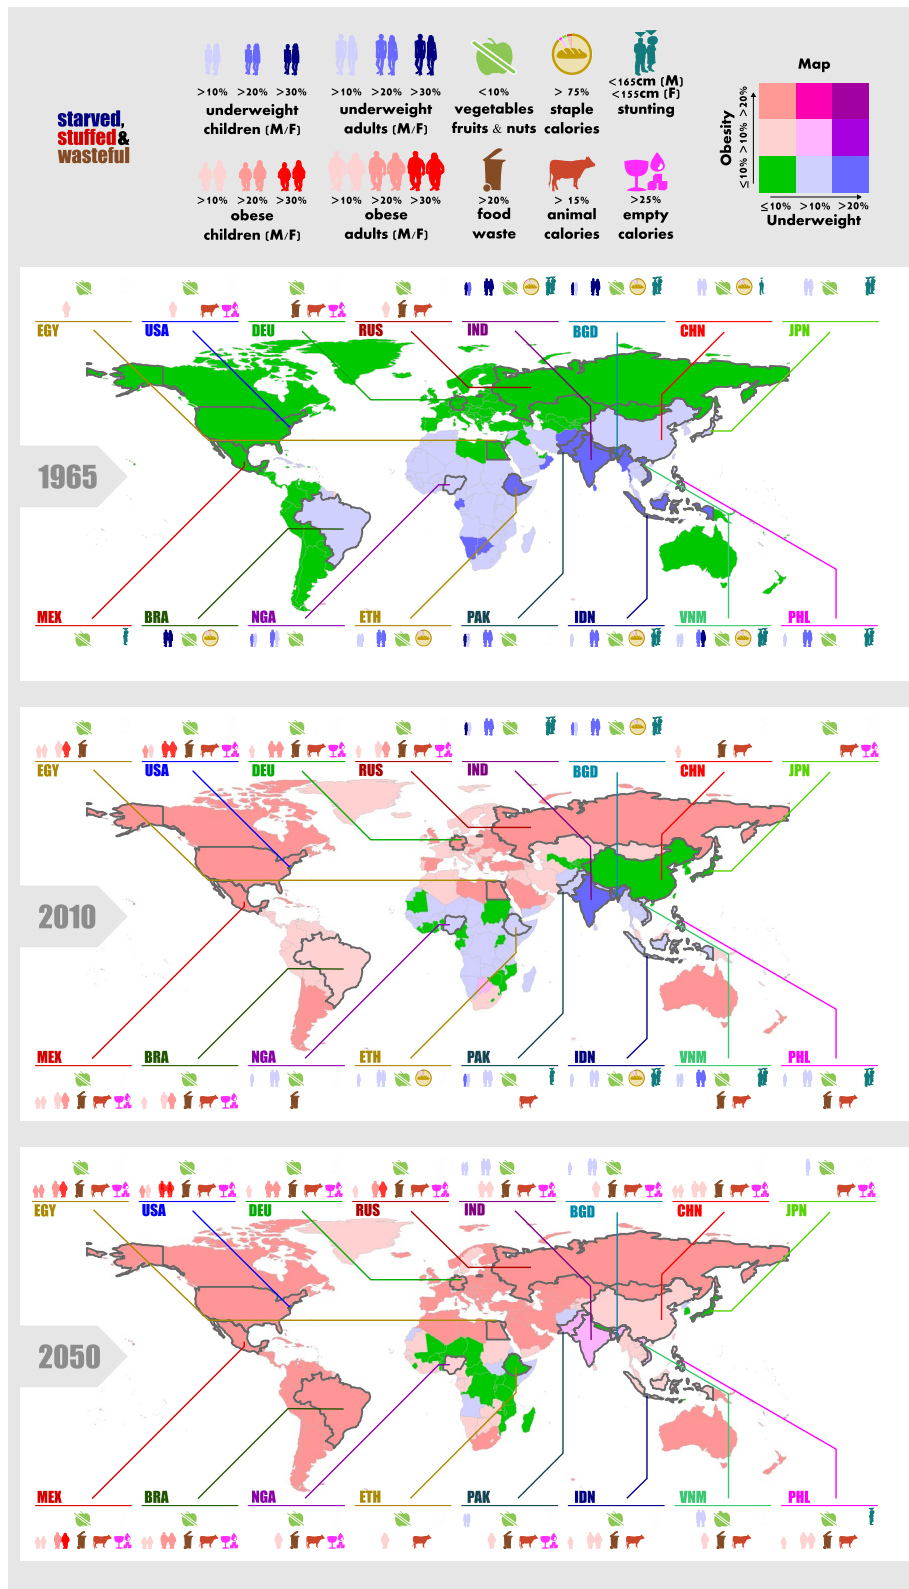 starved,
stuffed &
wasteful
>10% >20% >30%
underweight
children (M/F)
>10% >20% >30%
underweight
adults (M/F)
<10%
vegetables
fruits & nuts
> 75%
staple
calories
<165cm (M)
<155cm (F)
stunting
>10% >20% >30%
obese
children (M/F)
>10% >20% >30%
obese
adults (M/F)
>20%
food
waste
> 15%
animal
calories
>25%
empty
calories
Map
Obesity
≤10% >10% >20%
≤10% >10% >20%
Underweight
EGY USA DEU RUS IND BGD CHN JPN
1965
MEX BRA NGA ETH PAK IDN VNM PHL
EGY USA DEU RUS IND BGD CHN JPN
2010
MEX BRA NGA ETH PAK IDN VNM PHL
EGY USA DEU RUS IND BGD CHN JPN
2050
MEX BRA NGA ETH PAK IDN VNM PHL